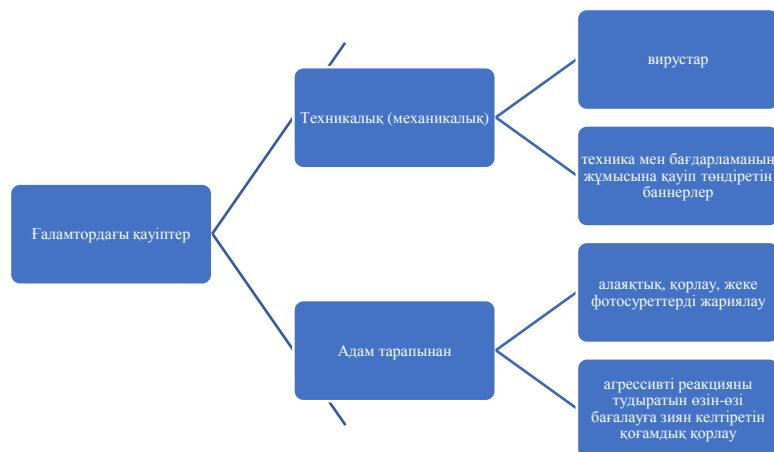 Ғаламтордағы қауіптер
Техникалық (механикалық)
вирустар
техника мен бағдарламаның
жұмысына қауіп төндіретін
баннерлер
Адам тарапынан
алаяқтық, қорлау, жеке
фотосуреттерді жариялау
агрессивті реакцияны
тудыратын өзін-өзі
бағалауға зиян келтіретін
қоғамдық қорлау